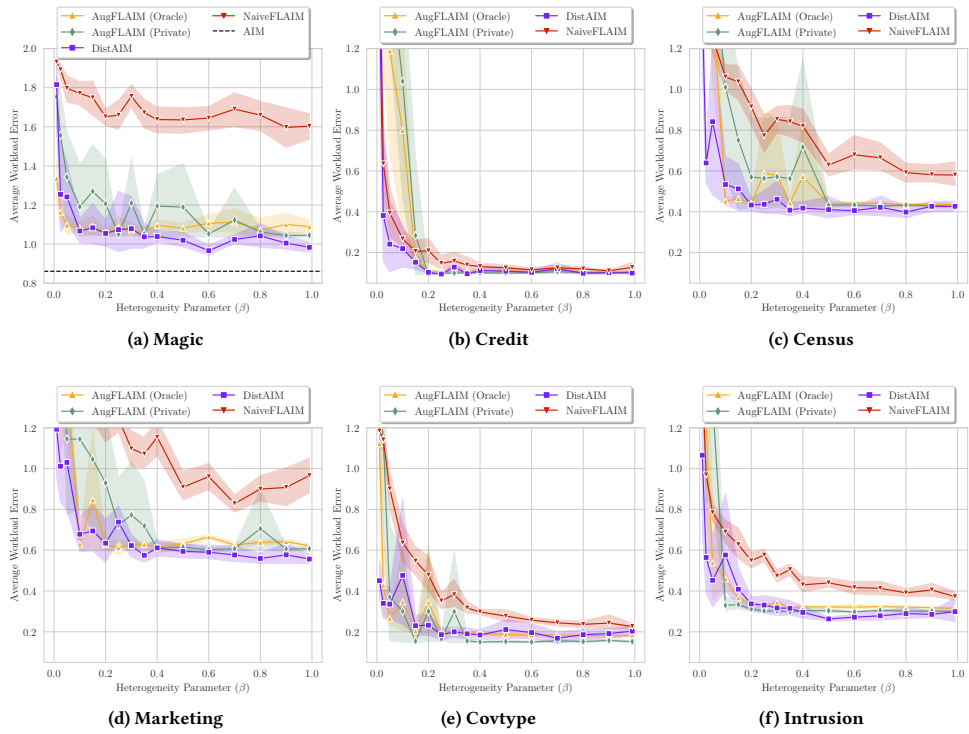 AugFLAIM (Oracle)
AugFLAIM (Private)
DistAIM
NaiveFLAIM
AIM
2.0
1.8
1.6
1.4
1.2
1.0
0.8
Average Workload Error
0.0 0.2 0.4 0.6 0.8 1.0
Heterogeneity Parameter (β)
(a) Magic
AugFLAIM (Oracle)
AugFLAIM (Private)
DistAIM
NaiveFLAIM
1.2
1.0
0.8
0.6
0.4
0.2
Average Workload Error
0.0 0.2 0.4 0.6 0.8 1.0
Heterogeneity Parameter (β)
(b) Credit
AugFLAIM (Oracle)
AugFLAIM (Private)
DistAIM
NaiveFLAIM
1.2
1.0
0.8
0.6
0.4
0.2
Average Workload Error
0.0 0.2 0.4 0.6 0.8 1.0
Heterogeneity Parameter (β)
(c) Census
AugFLAIM (Oracle)
AugFLAIM (Private)
DistAIM
NaiveFLAIM
1.2
1.0
0.8
0.6
0.4
0.2
Average Workload Error
0.0 0.2 0.4 0.6 0.8 1.0
Heterogeneity Parameter (β)
(d) Marketing
AugFLAIM (Oracle)
AugFLAIM (Private)
DistAIM
NaiveFLAIM
1.2
1.0
0.8
0.6
0.4
0.2
Average Workload Error
0.0 0.2 0.4 0.6 0.8 1.0
Heterogeneity Parameter (β)
(e) Covtype
AugFLAIM (Oracle)
AugFLAIM (Private)
DistAIM
NaiveFLAIM
1.2
1.0
0.8
0.6
0.4
0.2
Average Workload Error
0.0 0.2 0.4 0.6 0.8 1.0
Heterogeneity Parameter (β)
(f) Intrusion